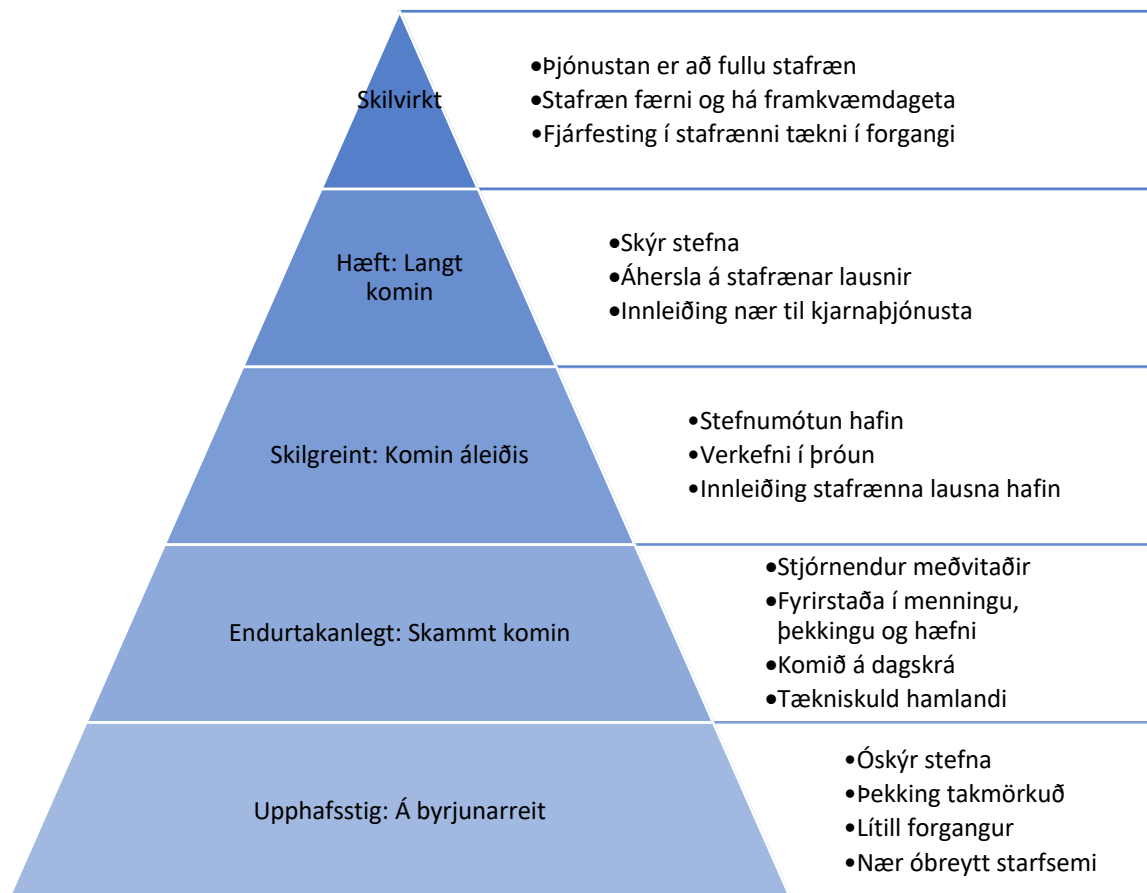 Skilvirkt
•Þjónustan er að fullu stafræn
•Stafræn færni og há framkvæmdageta
•Fjárfesting í stafrænni tækni í forgangi
Hæft: Langt
komin
•Skýr stefna
•Áhersla á stafrænar lausnir
•Innleiðing nær til kjarnaþjónusta
Skilgreint: Komin áleiðis
•Stefnumótun hafin
•Verkefni í þróun
•Innleiðing stafrænna lausna hafin
Endurtakanlegt: Skammt komin
•Stjórnendur meðvitaðir
•Fyrirstaða í menningu,
þekkingu og hæfni
•Komið á dagskrá
•Tækniskuld hamlandi
Upphafsstig: Á byrjunarreit
•Óskýr stefna
•Þekking takmörkuð
•Lítill forgangur
•Nær óbreytt starfsemi